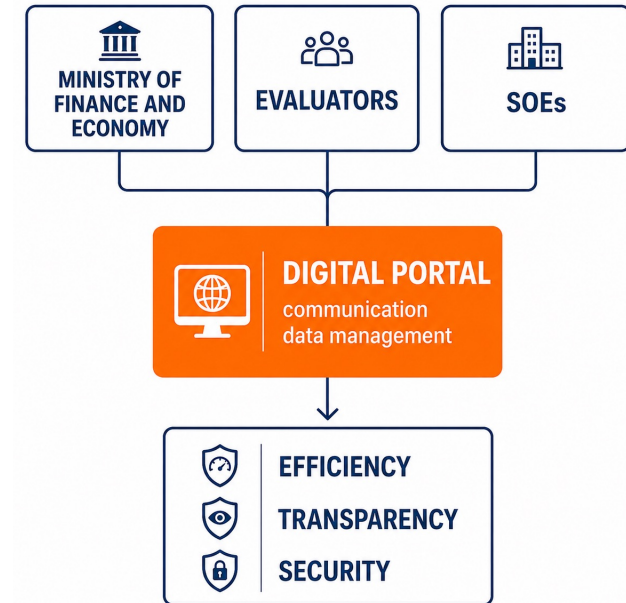 MINISTRY OF
FINANCE AND
ECONOMY
EVALUATORS
SOEs
DIGITAL PORTAL
communication
data management
EFFICIENCY
TRANSPARENCY
SECURITY